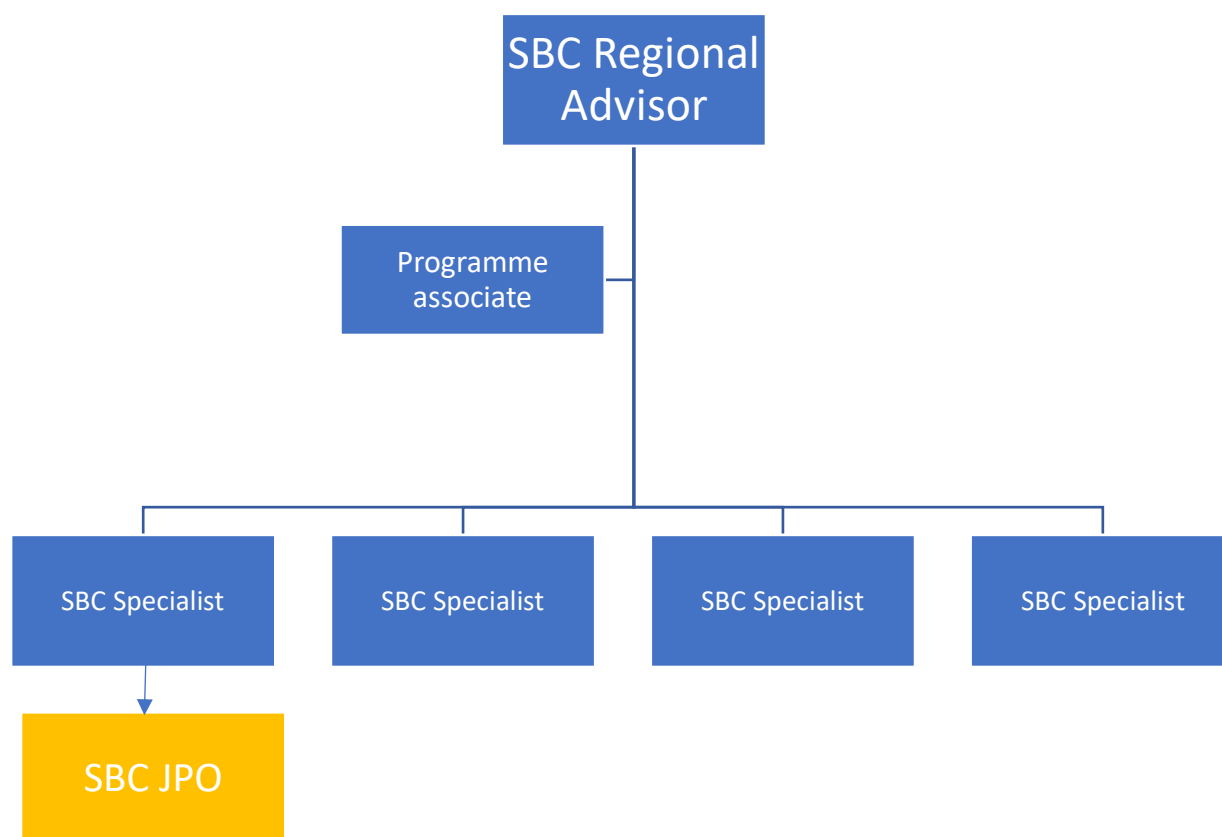 SBC Regional
Advisor
Programme
associate
SBC Specialist
SBC Specialist
SBC Specialist
SBC Specialist
SBC JPO